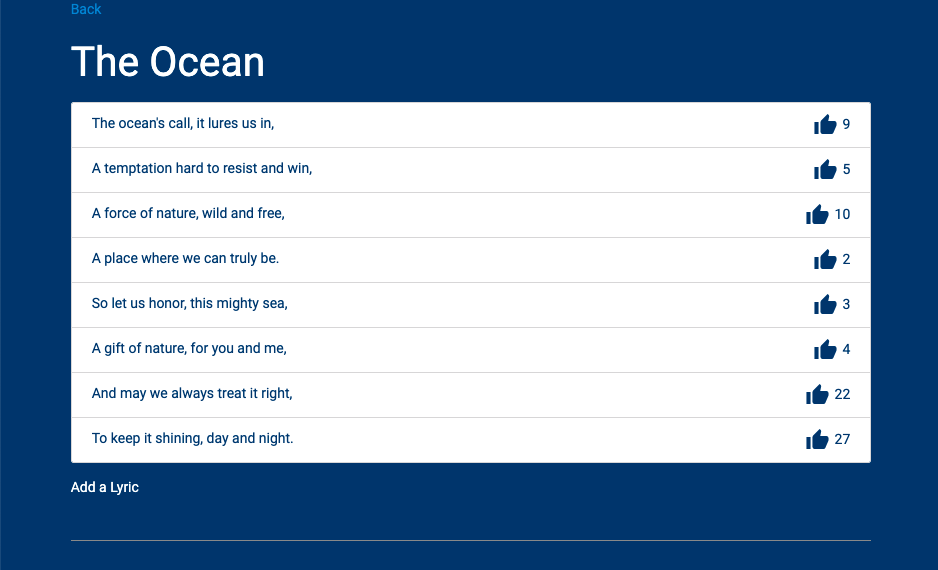 Back
The Ocean
The ocean's call, it lures us in,
9
A temptation hard to resist and win,
5
A force of nature, wild and free,
10
A place where we can truly be.
2
So let us honor, this mighty sea,
3
A gift of nature, for you and me,
4
And may we always treat it right,
22
To keep it shining, day and night.
27
Add a Lyric